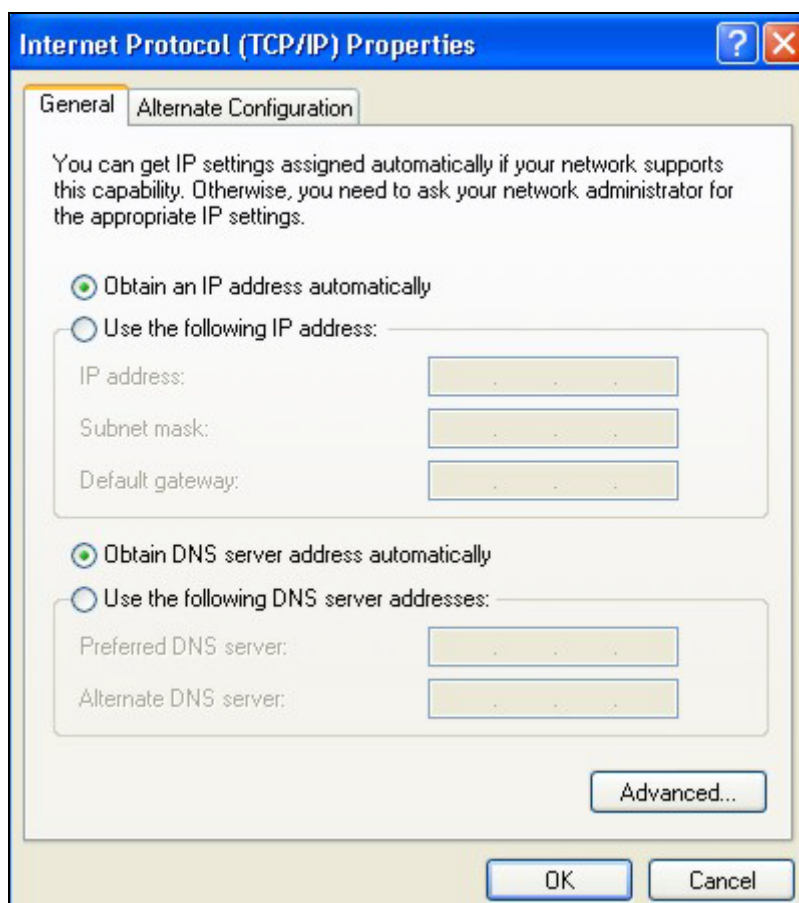 Internet Protocol (TCP/IP) Properties
General
Alternate Configuration
You can get IP settings assigned automatically if your network supports
this capability. Otherwise, you need to ask your network administrator for
the appropriate IP settings.
Obtain an IP address automatically
Use the following IP address:
IP address:
Subnet mask:
Default gateway:
Obtain DNS server address automatically
Use the following DNS server addresses:
Preferred DNS server:
Alternate DNS server:
Advanced...
OK
Cancel